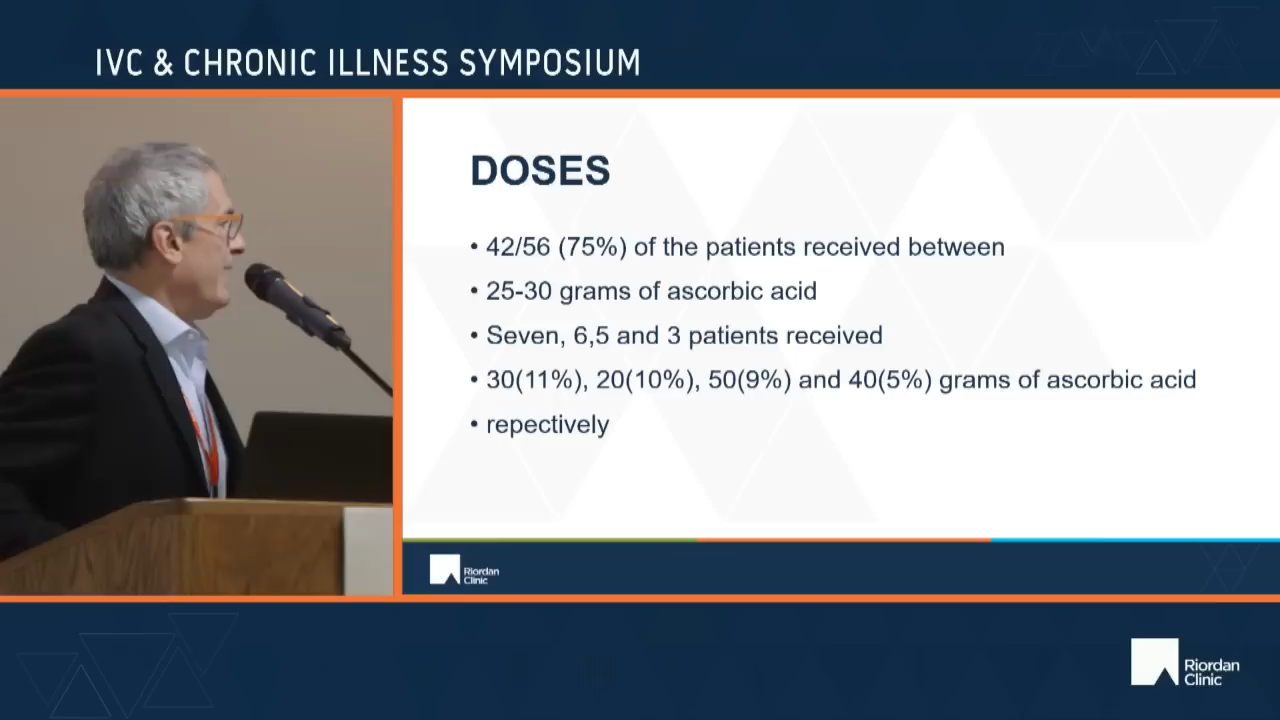 IVC & CHRONIC ILLNESS SYMPOSIUM
DOSES
• 42/56 (75%) of the patients received between
• 25-30 grams of ascorbic acid
• Seven, 6,5 and 3 patients received
• 30(11%), 20(10%), 50(9%) and 40(5%) grams of ascorbic acid
• repectively
Riordan
Clinic
Riordan
Clinic